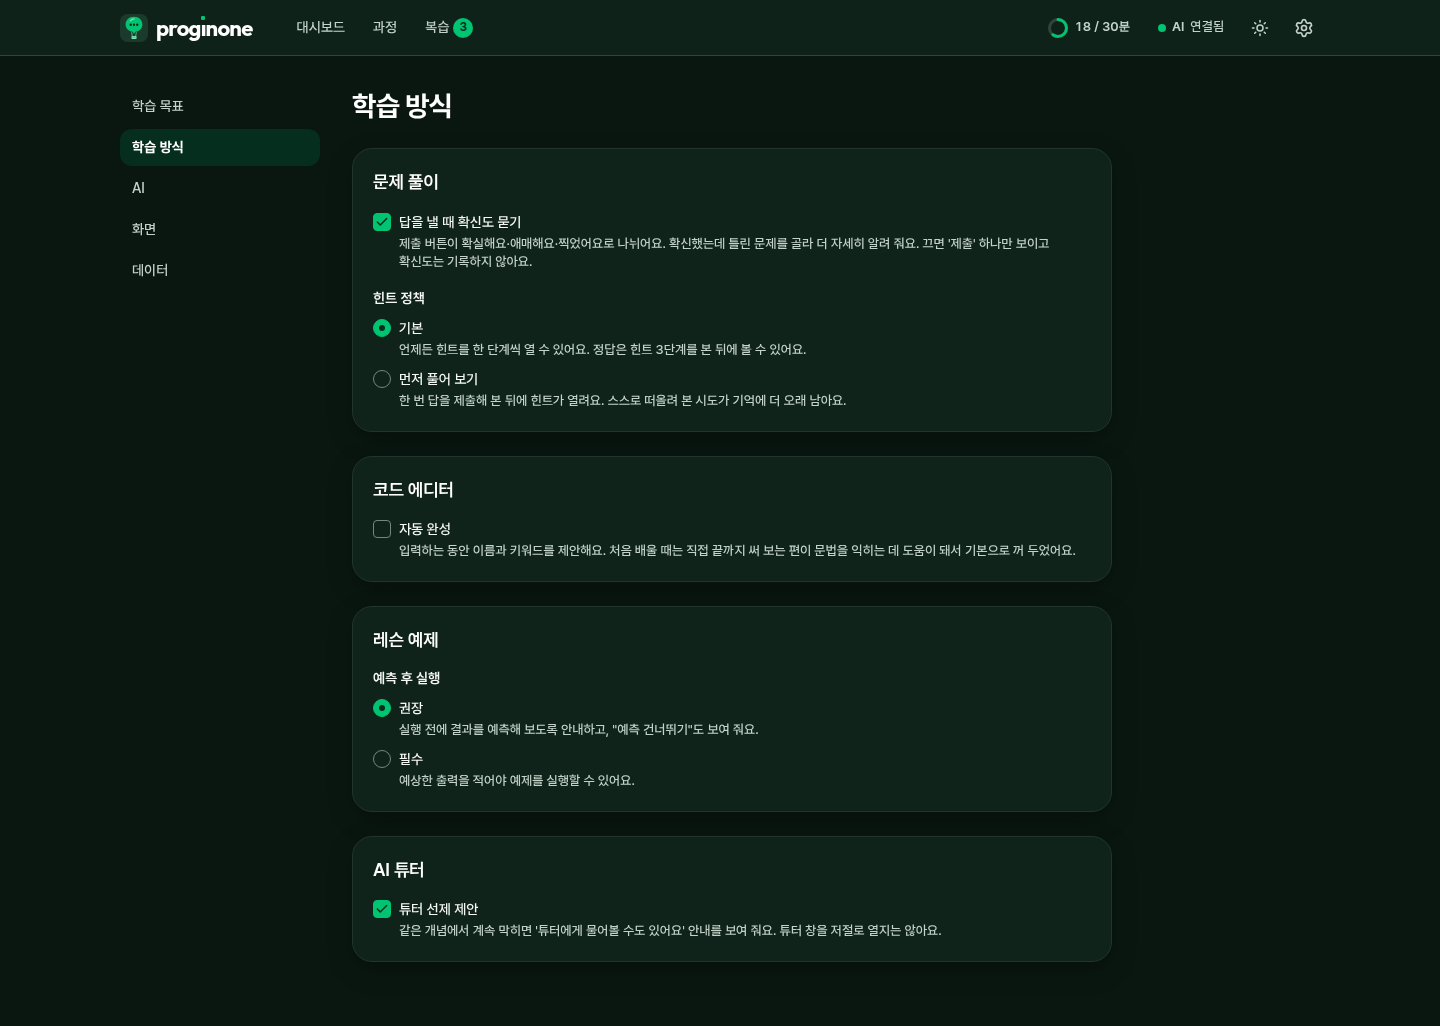 proginone
대시보드
과정
복습 3
18 / 30분
AI 연결됨
학습 목표
학습 방식
AI
화면
데이터
학습 방식
문제 풀이
답을 낼 때 확신도 묻기
제출 버튼이 확실해요·애매해요·찍었어요로 나뉘어요. 확신했는데 틀린 문제를 골라 더 자세히 알려 줘요. 끄면 '제출' 하나만 보이고
확신도는 기록하지 않아요.
힌트 정책
기본
언제든 힌트를 한 단계씩 열 수 있어요. 정답은 힌트 3단계를 본 뒤에 볼 수 있어요.
먼저 풀어 보기
한 번 답을 제출해 본 뒤에 힌트가 열려요. 스스로 떠올려 본 시도가 기억에 더 오래 남아요.
코드 에디터
자동 완성
입력하는 동안 이름과 키워드를 제안해요. 처음 배울 때는 직접 끝까지 써 보는 편이 문법을 익히는 데 도움이 돼서 기본으로 꺼 두었어요.
레슨 예제
예측 후 실행
권장
실행 전에 결과를 예측해 보도록 안내하고, "예측 건너뛰기"도 보여 줘요.
필수
예상한 출력을 적어야 예제를 실행할 수 있어요.
AI 튜터
튜터 선제 제안
같은 개념에서 계속 막히면 '튜터에게 물어볼 수도 있어요' 안내를 보여 줘요. 튜터 창을 저절로 열지는 않아요.